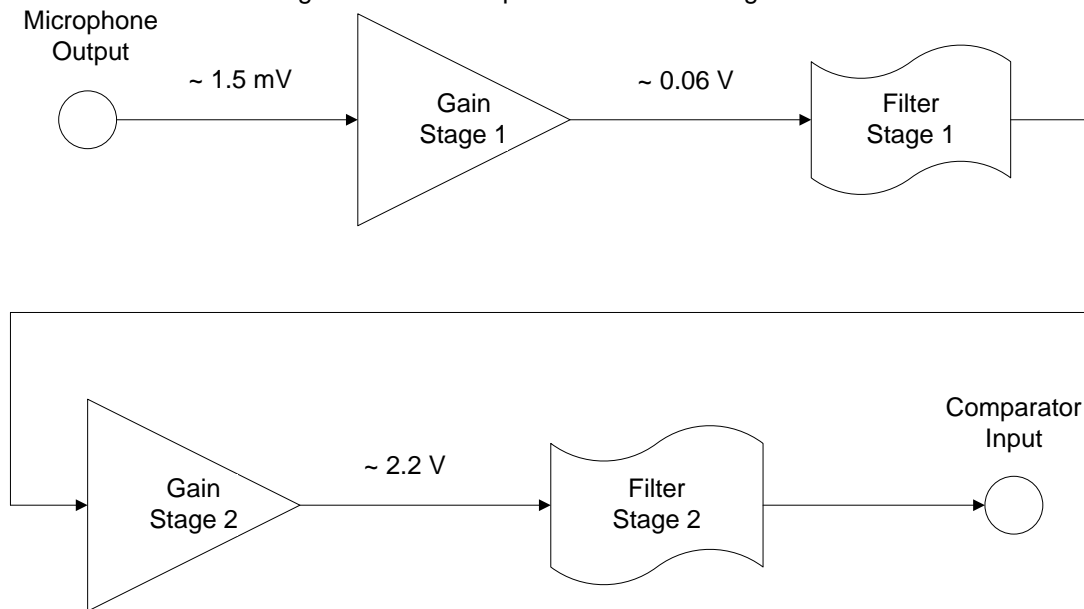 Microphone
Output
~ 1.5 mV
Gain
Stage 1
~ 0.06 V
Filter
Stage 1
Gain
Stage 2
~ 2.2 V
Filter
Stage 2
Comparator
Input